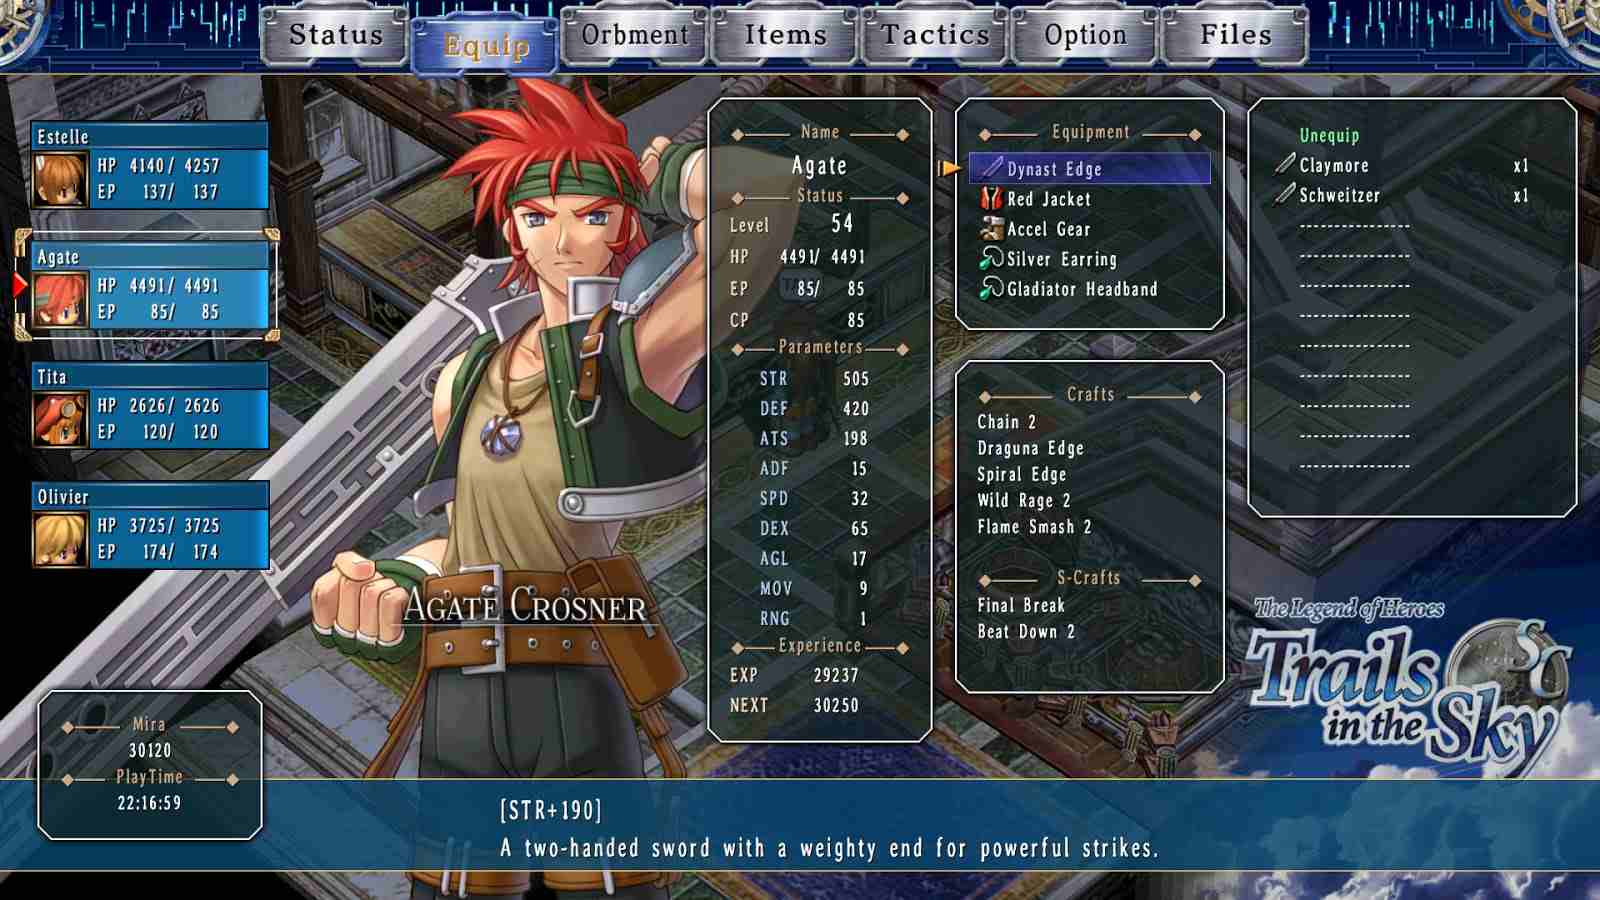 Status Equip Orbment Items Tactics Option Files
Estelle
HP 4140/ 4257
EP 137/ 137
Agate
HP 4491/ 4491
EP 85/ 85
Tita
HP 2626/ 2626
EP 120/ 120
Olivier
HP 3725/ 3725
EP 174/ 174
Mira
30120
PlayTime
22:16:59
AGATE CROSNER
Name
Agate
Status
Level 54
HP 4491/ 4491
EP 85/ 85
CP 85
Parameters
STR 505
DEF 420
ATS 198
ADF 15
SPD 32
DEX 65
AGL 17
MOV 9
RNG 1
Experience
EXP 29237
NEXT 30250
Equipment
Dynast Edge
Red Jacket
Accel Gear
Silver Earring
Gladiator Headband
Crafts
Chain 2
Draguna Edge
Spiral Edge
Wild Rage 2
Flame Smash 2
S-Crafts
Final Break
Beat Down 2
Unequip
Claymore x1
Schweitzer x1
--------------
--------------
--------------
--------------
--------------
--------------
--------------
--------------
--------------
The Legend of Heroes
Trails SC
in the Sky
[STR+190]
A two-handed sword with a weighty end for powerful strikes.